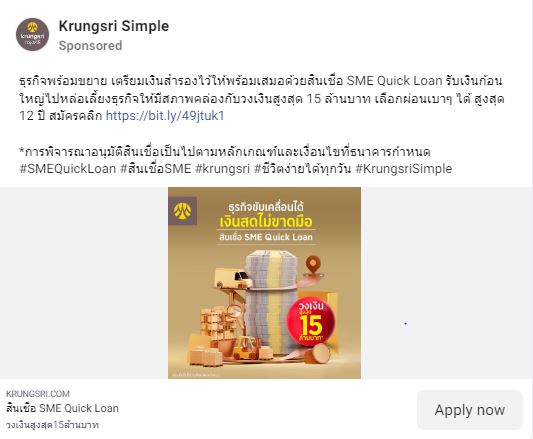 Krungsri Simple
Sponsored
ธุรกิจพร้อมขยาย เตรียมเงินสำรองไว้ให้พร้อมเสมอด้วยสินเชื่อ SME Quick Loan รับเงินก้อน
ใหญ่ไปหล่อเลี้ยงธุรกิจให้มีสภาพคล่องกับวงเงินสูงสุด 15 ล้านบาท เลือกผ่อนเบาๆ ได้ สูงสุด
12 ปี สมัครคลิก https://bit.ly/49jtuk1
*การพิจารณาอนุมัติสินเชื่อเป็นไปตามหลักเกณฑ์และเงื่อนไขที่ธนาคารกำหนด
#SMEQuickLoan #สินเชื่อSME #krungsri #ชีวิตง่ายได้ทุกวัน #KrungsriSimple
krungsri
กรุงศรี
ธุรกิจขับเคลื่อนได้
เงินสดไม่ขาดมือ
สินเชื่อ SME Quick Loan
วงเงิน
สูงสุด
15
ล้านบาท*
KRUNGSRI.COM
สินเชื่อ SME Quick Loan
วงเงินสูงสุด15ล้านบาท
Apply now